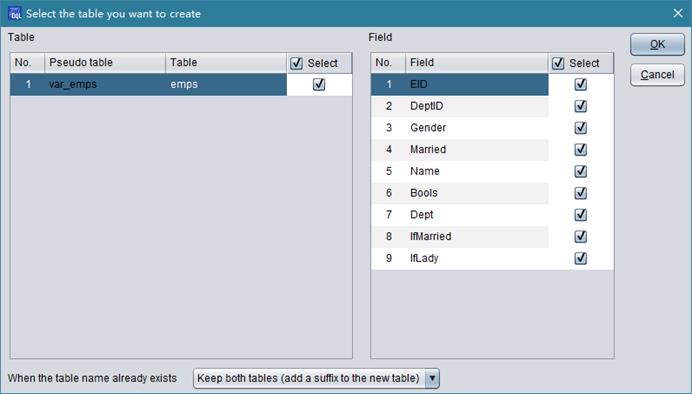 DQL Select the table you want to create
Table
No. Pseudo table Table Select
1 var_emps emps
Field
No. Field Select
1 EID
2 DeptID
3 Gender
4 Married
5 Name
6 Bools
7 Dept
8 IfMarried
9 IfLady
OK
Cancel
When the table name already exists Keep both tables (add a suffix to the new table)